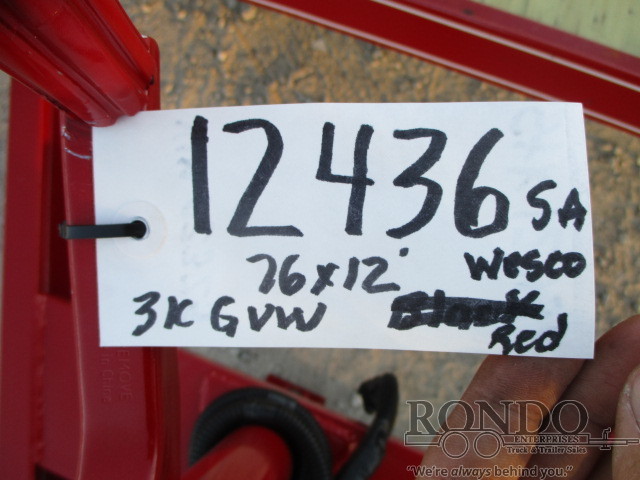 12436 SA
76x12' Wesco
3K GVW Black
Red
RONDO
ENTERPRISES
Truck & Trailer Sales
"We're always behind you."